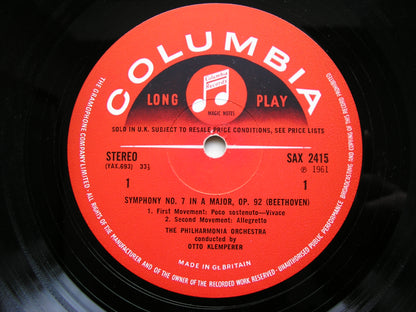 COLUMBIA
Columbia
Records
MAGIC NOTES
LONG PLAY
SOLD IN U.K. SUBJECT TO RESALE PRICE CONDITIONS, SEE PRICE LISTS
STEREO SAX 2415
(YAX.693) 33⅓ ℗ 1961
1 1
SYMPHONY NO. 7 IN A MAJOR, OP. 92 (BEETHOVEN)
1. First Movement: Poco sostenuto—Vivace
2. Second Movement: Allegretto
THE PHILHARMONIA ORCHESTRA
conducted by
OTTO KLEMPERER
MADE IN GT. BRITAIN
THE GRAMOPHONE COMPANY LIMITED. ALL RIGHTS OF THE MANUFACTURER AND OF THE OWNER OF THE RECORDED WORK RESERVED. UNAUTHORISED PUBLIC PERFORMANCE BROADCASTING AND COPYING OF THIS RECORD PROHIBITED